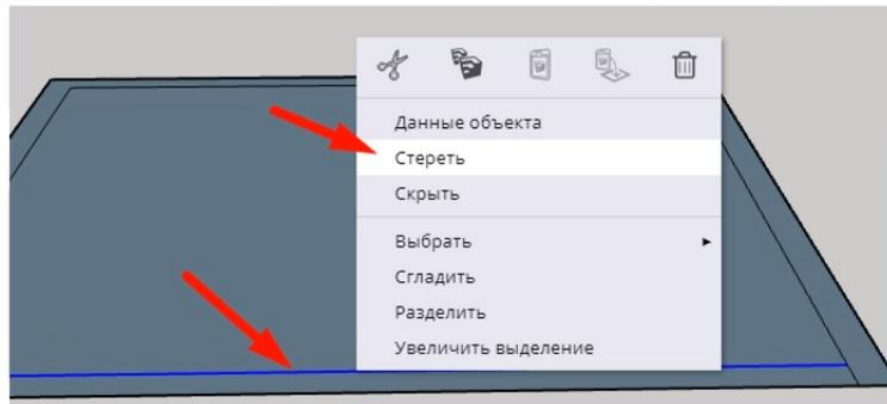 Данные объекта
Стереть
Скрыть
Выбрать
Сгладить
Разделить
Увеличить выделение